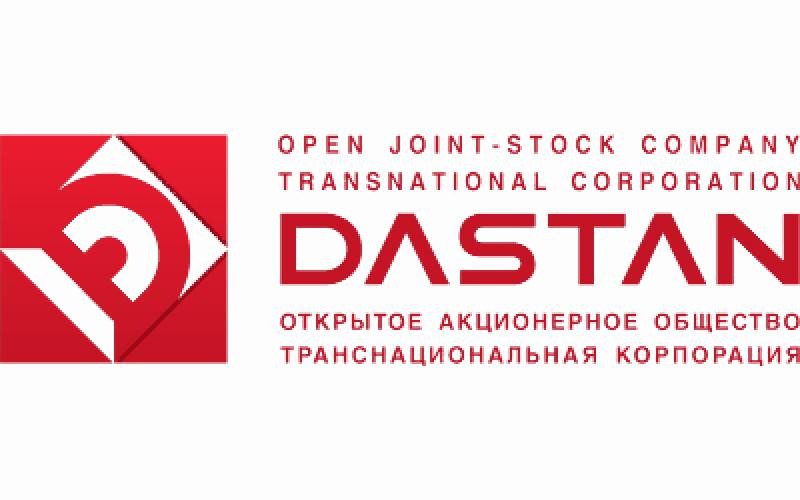 OPEN JOINT-STOCK COMPANY
TRANSNATIONAL CORPORATION
DASTAN
ОТКРЫТОЕ АКЦИОНЕРНОЕ ОБЩЕСТВО
ТРАНСНАЦИОНАЛЬНАЯ КОРПОРАЦИЯ